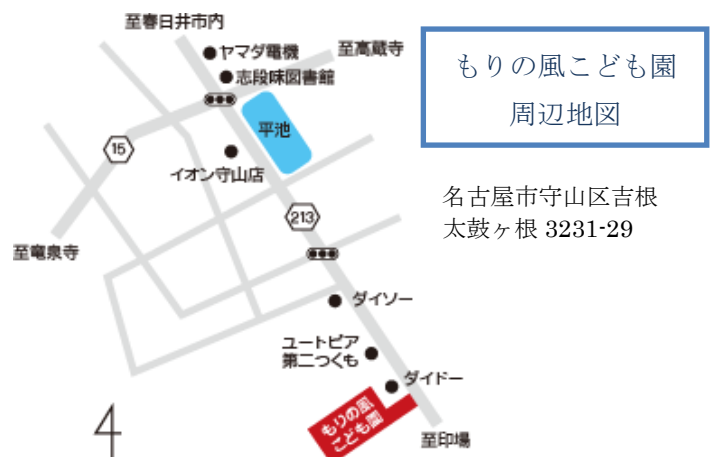 至春日井市内
ヤマダ電機
至高蔵寺
志段味図書館
平池
15
イオン守山店
213
至竜泉寺
ダイソー
ユートピア
第二つくも
ダイドー
もりの風
こども園
至印場
4
もりの風こども園
周辺地図
名古屋市守山区吉根
太鼓ヶ根 3231-29